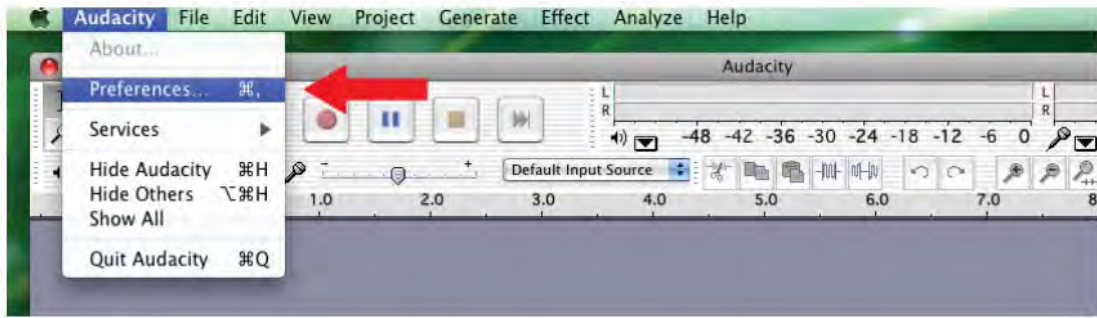 Audacity File Edit View Project Generate Effect Analyze Help
About...
Audacity
Preferences... ⌘,
L
R
L
R
-48 -42 -36 -30 -24 -18 -12 -6 0
Services
Hide Audacity ⌘H
Default Input Source
Hide Others ⌥⌘H
1.0 2.0 3.0 4.0 5.0 6.0 7.0 8
Show All
Quit Audacity ⌘Q